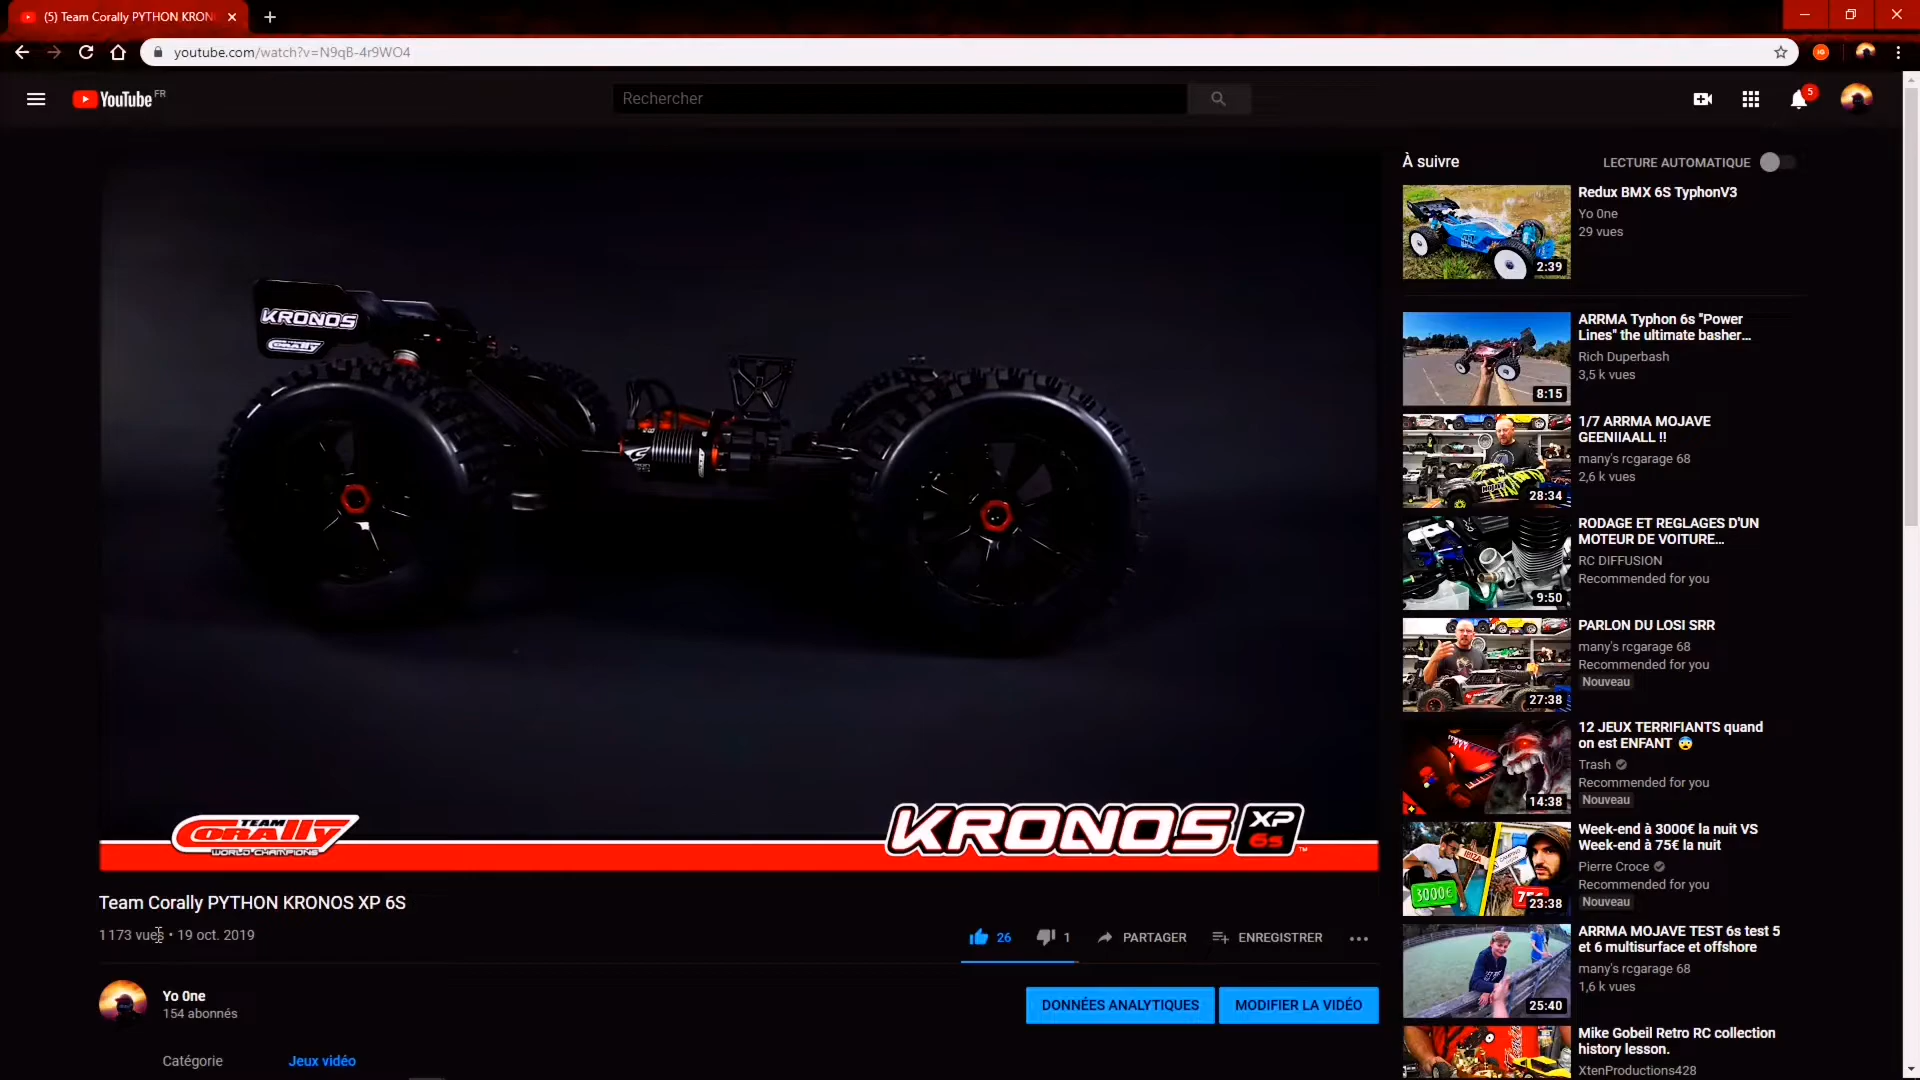 (5) Team Corally PYTHON KRON
youtube.com/watch?v=N9qB-4r9WO4
YouTube FR
Rechercher
5
KRONOS
CORALLY
TEAM
CORALLY
WORLD CHAMPIONS
KRONOS XP 6s
Team Corally PYTHON KRONOS XP 6S
1 173 vues • 19 oct. 2019
26
1
PARTAGER
ENREGISTRER
Yo 0ne
154 abonnés
DONNÉES ANALYTIQUES
MODIFIER LA VIDÉO
Catégorie
Jeux vidéo
À suivre
LECTURE AUTOMATIQUE
Redux BMX 6S TyphonV3
Yo 0ne
29 vues
2:39
ARRMA Typhon 6s "Power
Lines" the ultimate basher...
Rich Duperbash
3,5 k vues
8:15
1/7 ARRMA MOJAVE
GEENIIAALL !!
many's rcgarage 68
2,6 k vues
28:34
RODAGE ET REGLAGES D'UN
MOTEUR DE VOITURE...
RC DIFFUSION
Recommended for you
9:50
PARLON DU LOSI SRR
many's rcgarage 68
Recommended for you
Nouveau
27:38
12 JEUX TERRIFIANTS quand
on est ENFANT 😨
Trash
Recommended for you
Nouveau
14:38
Week-end à 3000€ la nuit VS
Week-end à 75€ la nuit
Pierre Croce
Recommended for you
Nouveau
IBIZA
CAMPING
3000€
23:38
ARRMA MOJAVE TEST 6s test 5
et 6 multisurface et offshore
many's rcgarage 68
1,6 k vues
25:40
Mike Gobeil Retro RC collection
history lesson.
XtenProductions428